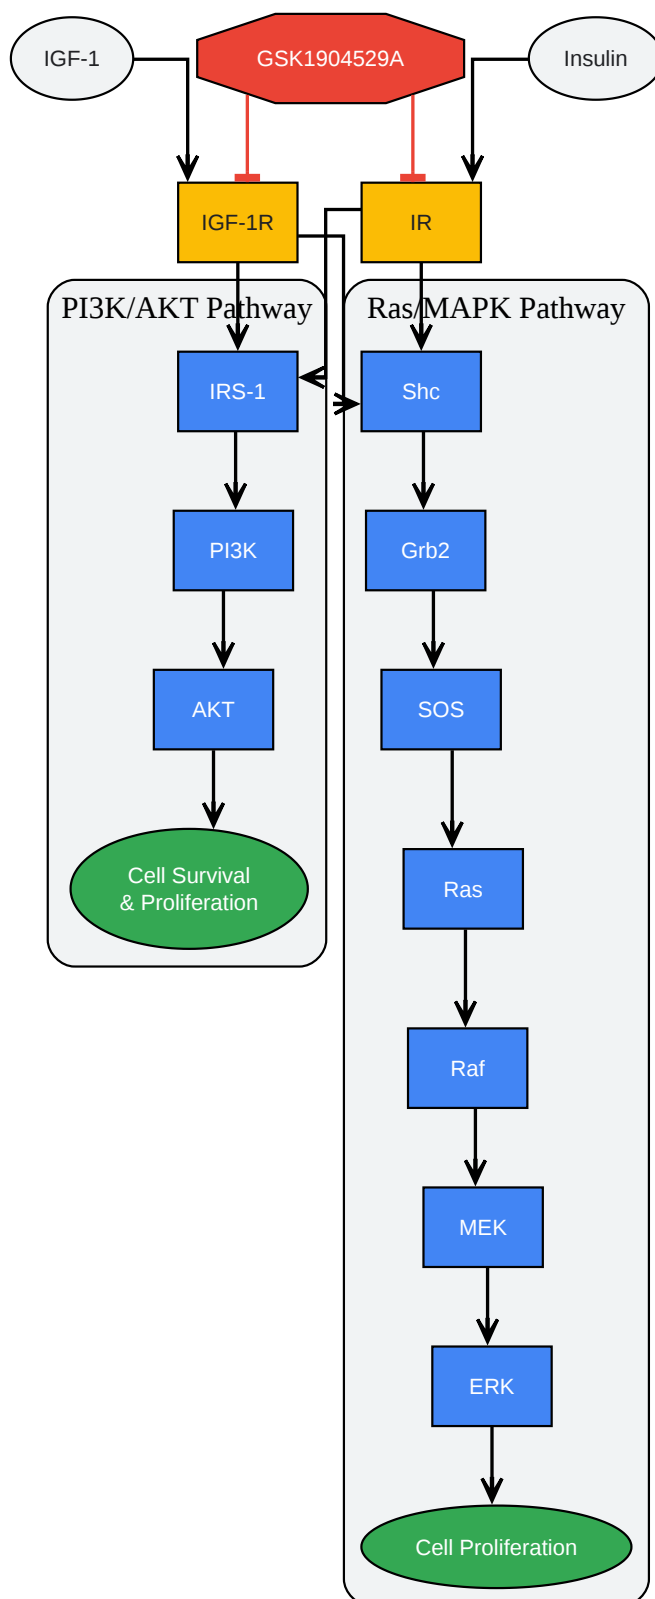 IGF-1
GSK1904529A
Insulin
IGF-1R
IR
PI3K/AKT Pathway
Ras/MAPK Pathway
IRS-1
Shc
PI3K
Grb2
AKT
SOS
Cell Survival
& Proliferation
Ras
Raf
MEK
ERK
Cell Proliferation